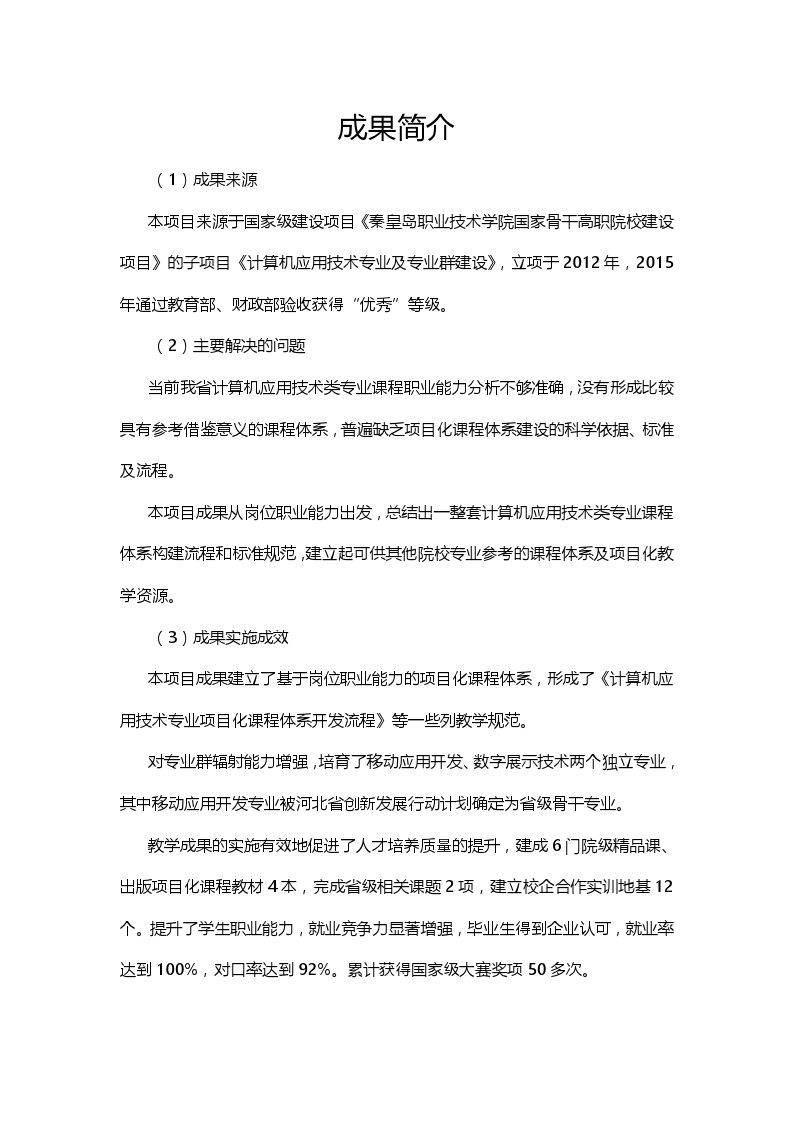 成果简介
（1）成果来源
本项目来源于国家级建设项目《秦皇岛职业技术学院国家骨干高职院校建设
项目》的子项目《计算机应用技术专业及专业群建设》，立项于 2012 年，2015
年通过教育部、财政部验收获得“优秀”等级。
（2）主要解决的问题
当前我省计算机应用技术类专业课程职业能力分析不够准确，没有形成比较
具有参考借鉴意义的课程体系，普遍缺乏项目化课程体系建设的科学依据、标准
及流程。
本项目成果从岗位职业能力出发，总结出一整套计算机应用技术类专业课程
体系构建流程和标准规范，建立起可供其他院校专业参考的课程体系及项目化教
学资源。
（3）成果实施成效
本项目成果建立了基于岗位职业能力的项目化课程体系，形成了《计算机应
用技术专业项目化课程体系开发流程》等一些列教学规范。
对专业群辐射能力增强，培育了移动应用开发、数字展示技术两个独立专业，
其中移动应用开发专业被河北省创新发展行动计划确定为省级骨干专业。
教学成果的实施有效地促进了人才培养质量的提升，建成 6 门院级精品课、
出版项目化课程教材 4 本，完成省级相关课题 2 项，建立校企合作实训地基 12
个。提升了学生职业能力，就业竞争力显著增强，毕业生得到企业认可，就业率
达到 100%，对口率达到 92%。累计获得国家级大赛奖项 50 多次。